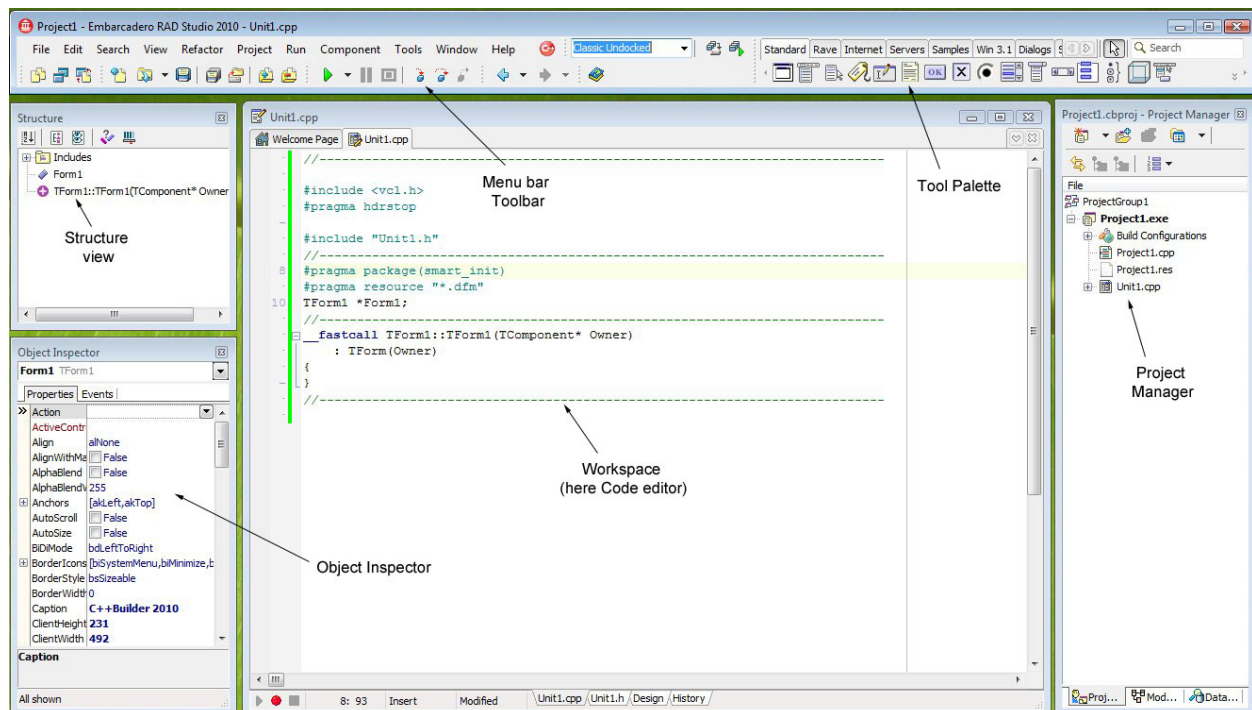 Project1 - Embarcadero RAD Studio 2010 - Unit1.cpp
File Edit Search View Refactor Project Run Component Tools Window Help
Classic Undocked
Standard Rave Internet Servers Samples Win 3.1 Dialogs
Search
OK
Structure
Includes
Form1
TForm1::TForm1(TComponent* Owner
Structure
view
Object Inspector
Form1 TForm1
Properties Events
Action
ActiveContr
Align alNone
AlignWithMa False
AlphaBlend False
AlphaBlendV 255
Anchors [akLeft,akTop]
AutoScroll False
AutoSize False
BiDiMode bdLeftToRight
BorderIcons [biSystemMenu,biMinimize,b
BorderStyle bsSizeable
BorderWidth 0
Caption C++Builder 2010
ClientHeight 231
ClientWidth 492
Caption
All shown
Unit1.cpp
Welcome Page Unit1.cpp
//---------------------------------------------------------------------------
#include <vcl.h>
#pragma hdrstop
#include "Unit1.h"
//---------------------------------------------------------------------------
8 #pragma package(smart_init)
#pragma resource "*.dfm"
10 TForm1 *Form1;
//---------------------------------------------------------------------------
__fastcall TForm1::TForm1(TComponent* Owner)
: TForm(Owner)
{
}
//---------------------------------------------------------------------------
Menu bar
Toolbar
Tool Palette
Workspace
(here Code editor)
Object Inspector
8: 93 Insert Modified Unit1.cpp Unit1.h Design History
Project1.cbproj - Project Manager
File
ProjectGroup1
Project1.exe
Build Configurations
Project1.cpp
Project1.res
Unit1.cpp
Project
Manager
Proj... Mod... Data...